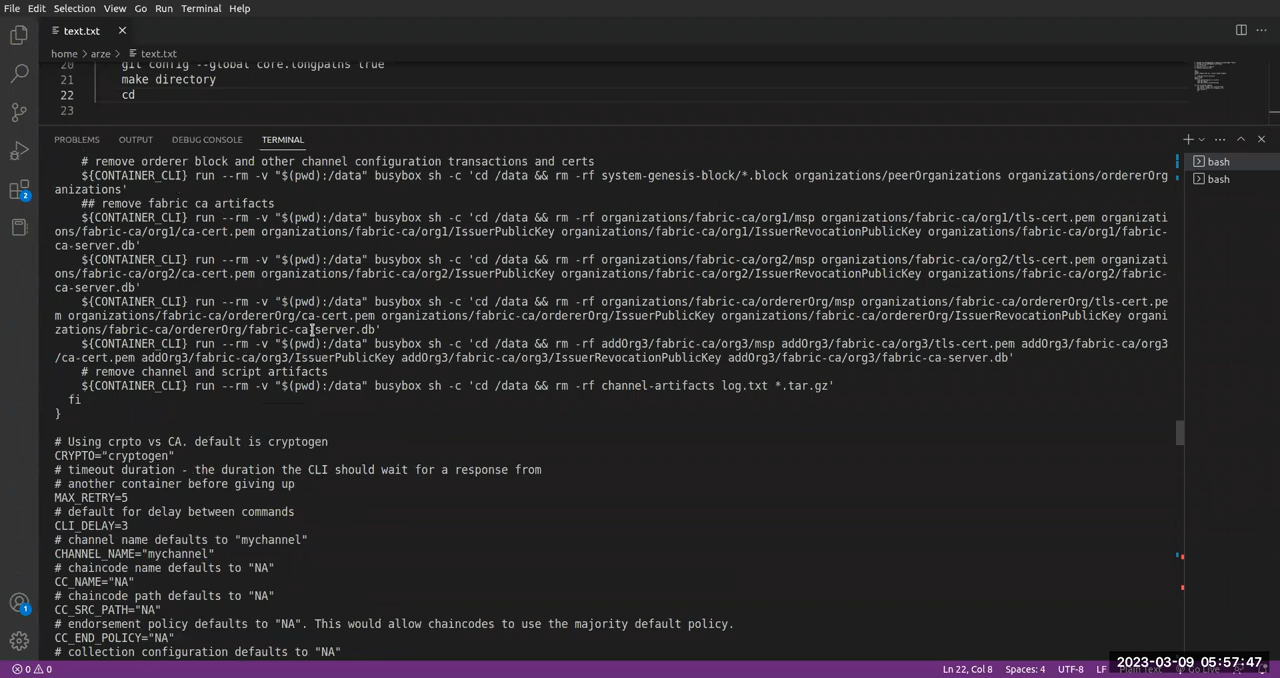 File Edit Selection View Go Run Terminal Help
text.txt
home > arze > text.txt
20 git config --global core.longpaths true
21 make directory
22 cd
23
PROBLEMS OUTPUT DEBUG CONSOLE TERMINAL
bash
bash
# remove orderer block and other channel configuration transactions and certs
${CONTAINER_CLI} run --rm -v "$(pwd):/data" busybox sh -c 'cd /data && rm -rf system-genesis-block/*.block organizations/peerOrganizations organizations/ordererOrg
anizations'
## remove fabric ca artifacts
${CONTAINER_CLI} run --rm -v "$(pwd):/data" busybox sh -c 'cd /data && rm -rf organizations/fabric-ca/org1/msp organizations/fabric-ca/org1/tls-cert.pem organizati
ons/fabric-ca/org1/ca-cert.pem organizations/fabric-ca/org1/IssuerPublicKey organizations/fabric-ca/org1/IssuerRevocationPublicKey organizations/fabric-ca/org1/fabric-
ca-server.db'
${CONTAINER_CLI} run --rm -v "$(pwd):/data" busybox sh -c 'cd /data && rm -rf organizations/fabric-ca/org2/msp organizations/fabric-ca/org2/tls-cert.pem organizati
ons/fabric-ca/org2/ca-cert.pem organizations/fabric-ca/org2/IssuerPublicKey organizations/fabric-ca/org2/IssuerRevocationPublicKey organizations/fabric-ca/org2/fabric-
ca-server.db'
${CONTAINER_CLI} run --rm -v "$(pwd):/data" busybox sh -c 'cd /data && rm -rf organizations/fabric-ca/ordererOrg/msp organizations/fabric-ca/ordererOrg/tls-cert.pe
m organizations/fabric-ca/ordererOrg/ca-cert.pem organizations/fabric-ca/ordererOrg/IssuerPublicKey organizations/fabric-ca/ordererOrg/IssuerRevocationPublicKey organi
zations/fabric-ca/ordererOrg/fabric-ca-server.db'
${CONTAINER_CLI} run --rm -v "$(pwd):/data" busybox sh -c 'cd /data && rm -rf addOrg3/fabric-ca/org3/msp addOrg3/fabric-ca/org3/tls-cert.pem addOrg3/fabric-ca/org3
/ca-cert.pem addOrg3/fabric-ca/org3/IssuerPublicKey addOrg3/fabric-ca/org3/IssuerRevocationPublicKey addOrg3/fabric-ca/org3/fabric-ca-server.db'
# remove channel and script artifacts
${CONTAINER_CLI} run --rm -v "$(pwd):/data" busybox sh -c 'cd /data && rm -rf channel-artifacts log.txt *.tar.gz'
fi
}
# Using crpto vs CA. default is cryptogen
CRYPTO="cryptogen"
# timeout duration - the duration the CLI should wait for a response from
# another container before giving up
MAX_RETRY=5
# default for delay between commands
CLI_DELAY=3
# channel name defaults to "mychannel"
CHANNEL_NAME="mychannel"
# chaincode name defaults to "NA"
CC_NAME="NA"
# chaincode path defaults to "NA"
CC_SRC_PATH="NA"
# endorsement policy defaults to "NA". This would allow chaincodes to use the majority default policy.
CC_END_POLICY="NA"
# collection configuration defaults to "NA"
2
1
0 0
Ln 22, Col 8 Spaces: 4 UTF-8 LF Plain Text Go Live
2023-03-09 05:57:47